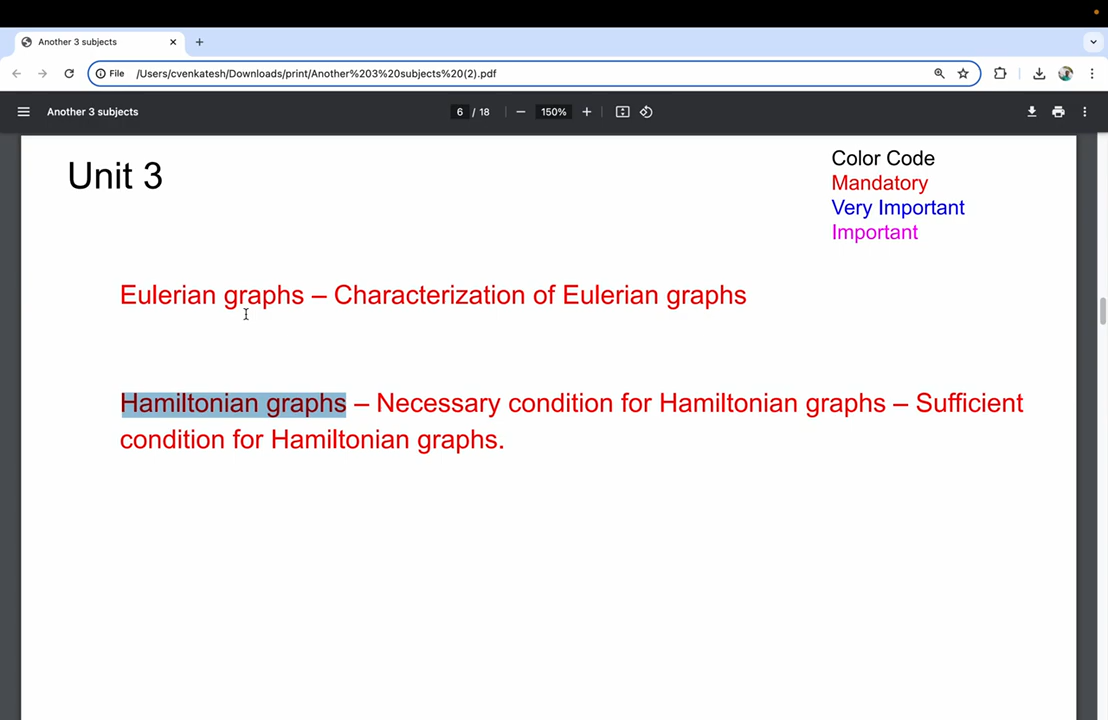 Another 3 subjects
File /Users/cvenkatesh/Downloads/print/Another%203%20subjects%20(2).pdf
Another 3 subjects
6 / 18
150%
Unit 3
Color Code
Mandatory
Very Important
Important
Eulerian graphs – Characterization of Eulerian graphs
Hamiltonian graphs – Necessary condition for Hamiltonian graphs – Sufficient
condition for Hamiltonian graphs.